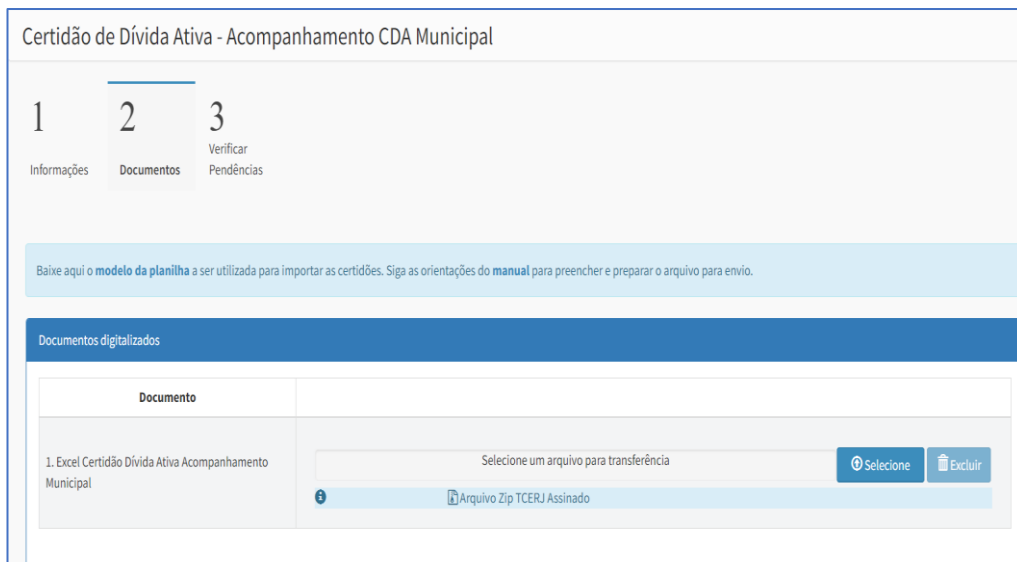 Certidão de Dívida Ativa - Acompanhamento CDA Municipal
1
Informações
2
Documentos
3
Verificar
Pendências
Baixe aqui o modelo da planilha a ser utilizada para importar as certidões. Siga as orientações do manual para preencher e preparar o arquivo para envio.
Documentos digitalizados
Documento
1. Excel Certidão Dívida Ativa Acompanhamento
Municipal
Selecione um arquivo para transferência
Selecione
Excluir
Arquivo Zip TCERJ Assinado